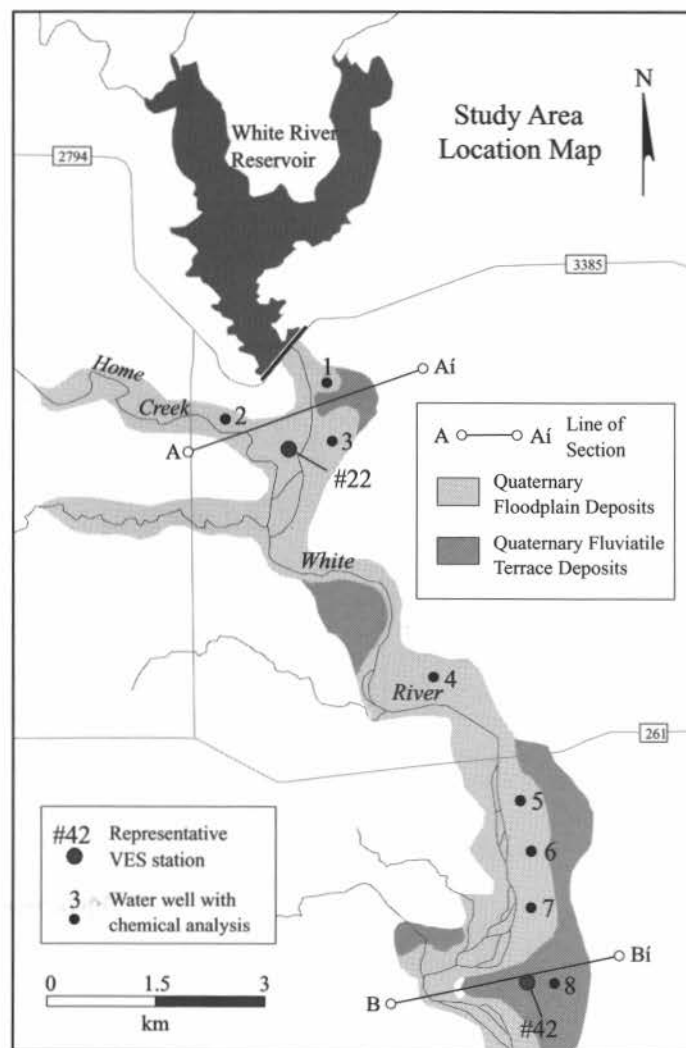 N
Study Area
Location Map
White River
Reservoir
2794
3385
Home
Creek
1
Aí
2
A
3
#22
A Aí Line of
Section
Quaternary
Floodplain Deposits
Quaternary Fluviatile
Terrace Deposits
White
River
4
261
5
6
7
8
#42
B
Bí
#42 Representative
VES station
3 Water well with
chemical analysis
0 1.5 3
km